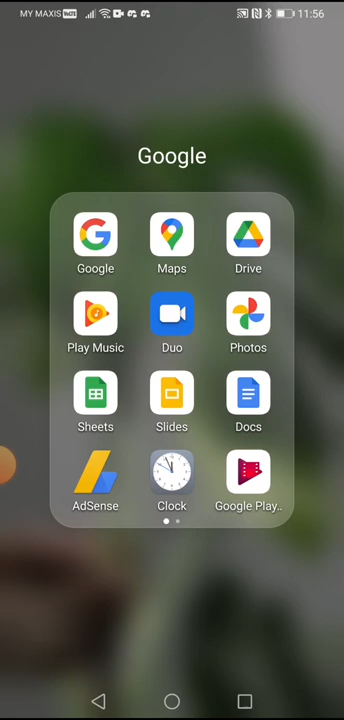 MY MAXIS VoLTE 11:56
Google
Google Maps Drive
Play Music Duo Photos
Sheets Slides Docs
AdSense Clock Google Play..